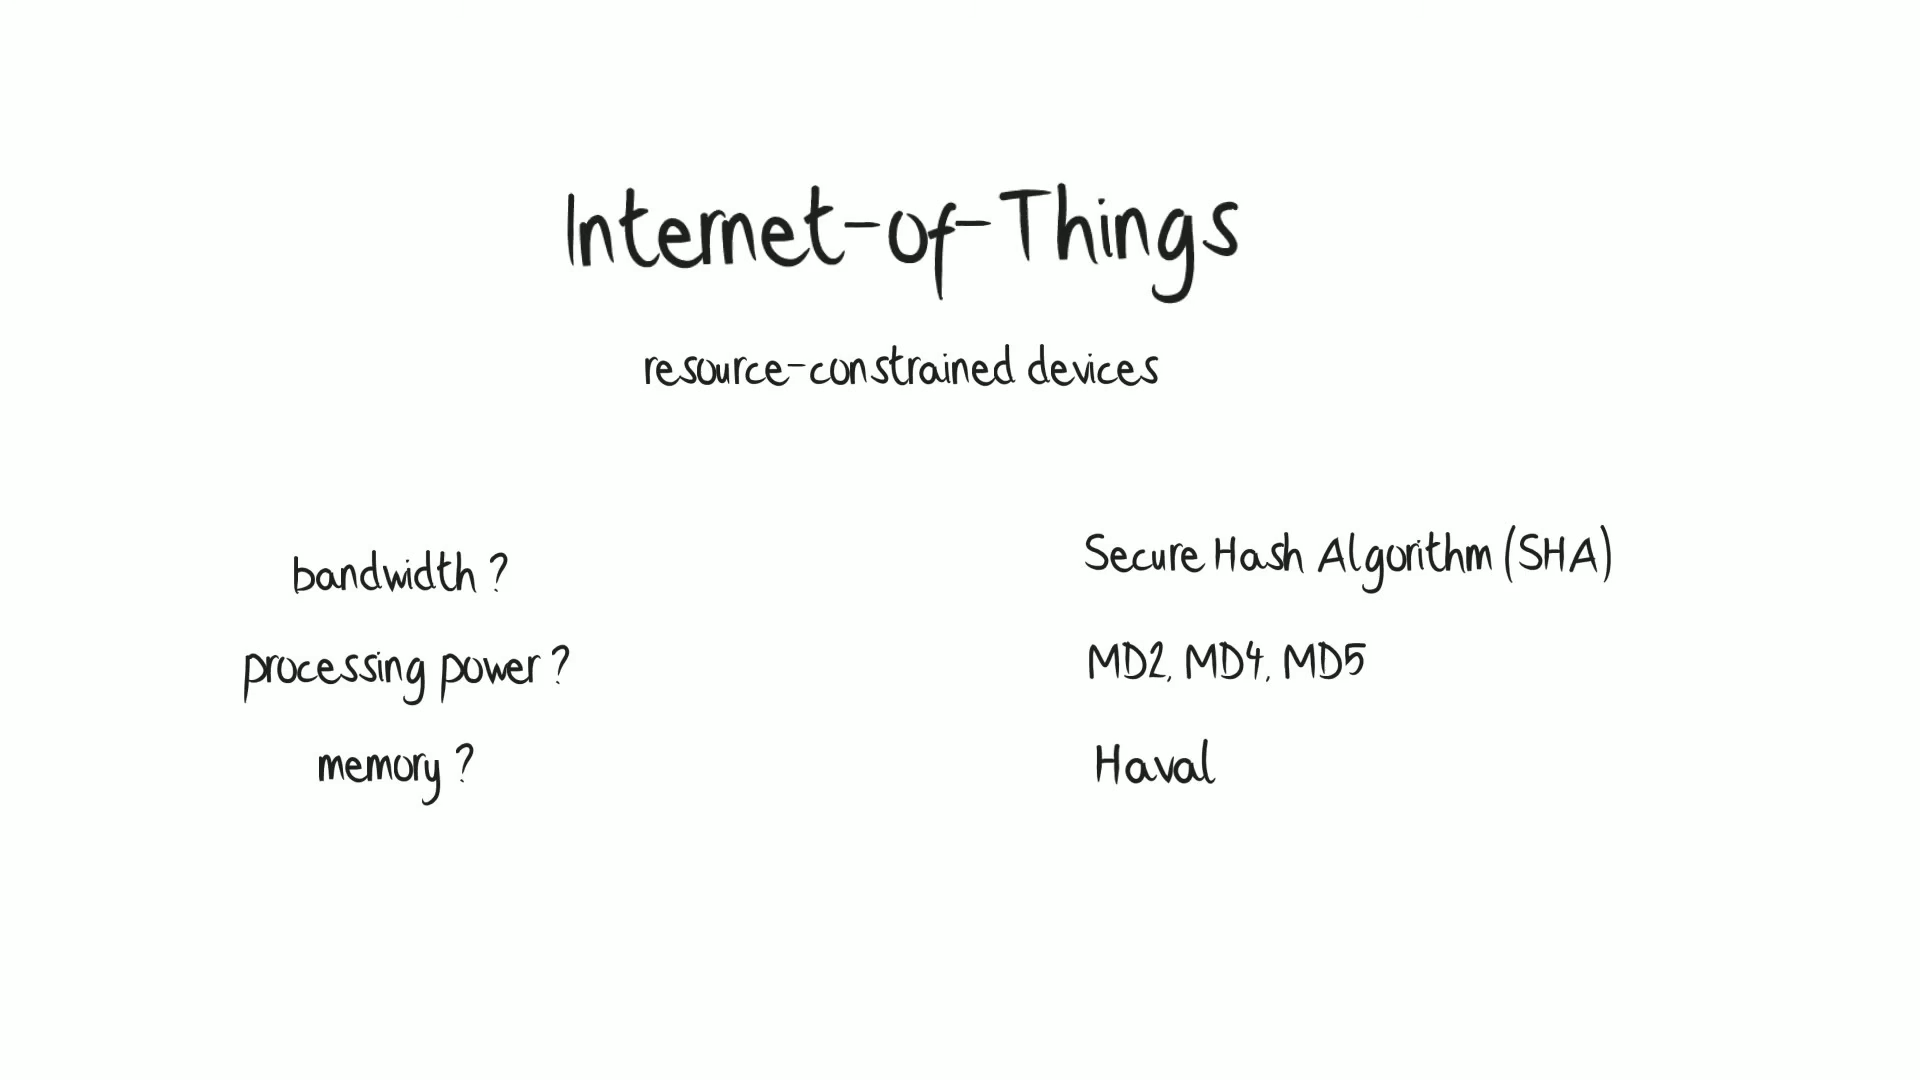 Internet-of-Things
resource-constrained devices
bandwidth ?
processing power ?
memory ?
Secure Hash Algorithm (SHA)
MD2, MD4, MD5
Haval